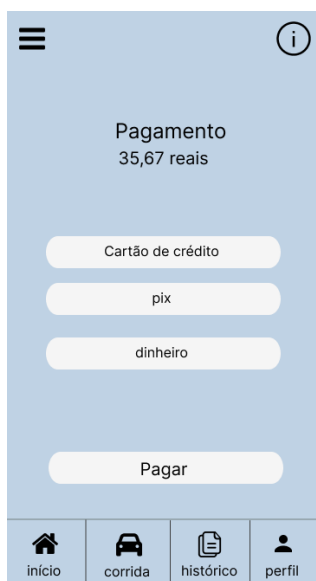 i
Pagamento
35,67 reais
Cartão de crédito
pix
dinheiro
Pagar
início
corrida
histórico
perfil